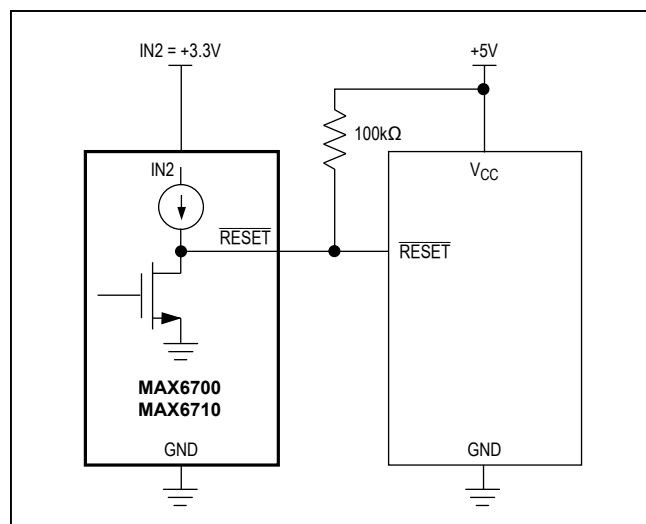 IN2 = +3.3V
+5V
100kΩ
IN2
VCC
RESET
RESET
MAX6700
MAX6710
GND
GND